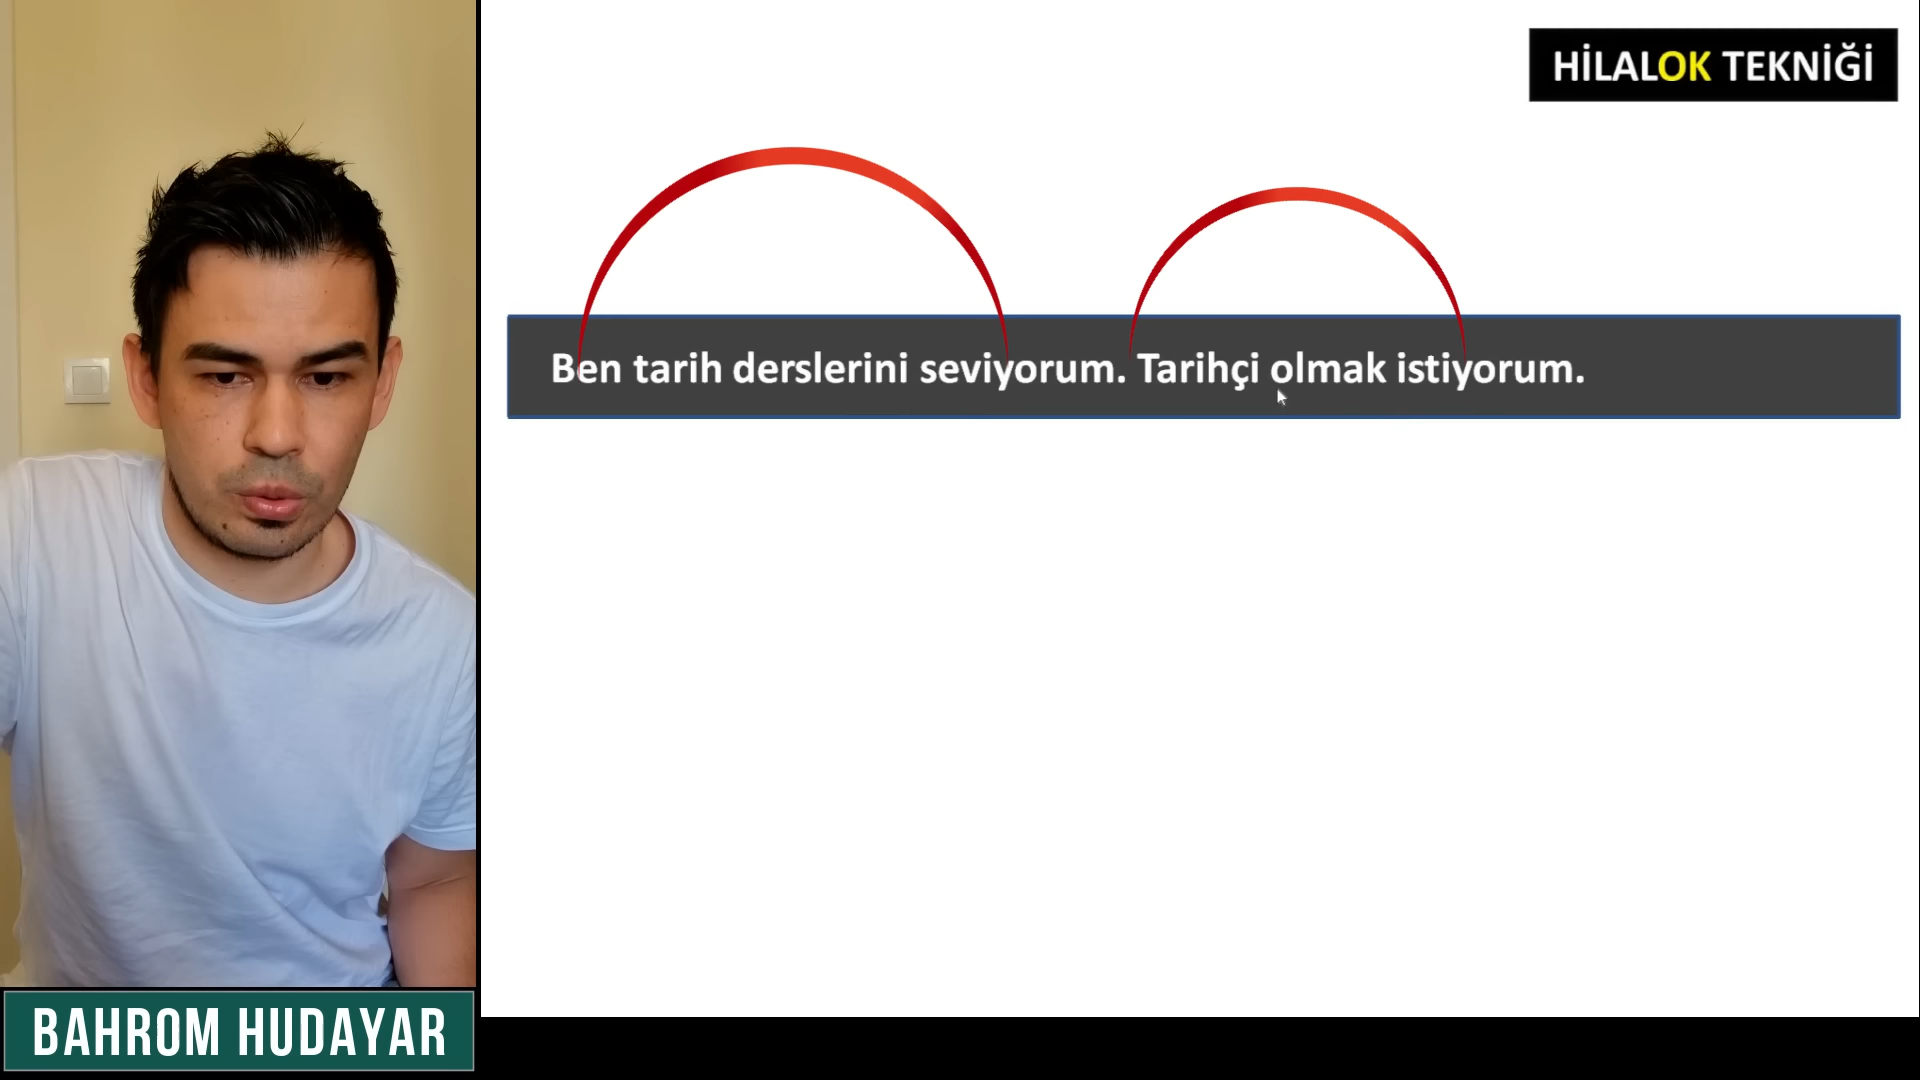 HİLALOK TEKNİĞİ
Ben tarih derslerini seviyorum. Tarihçi olmak istiyorum.
BAHROM HUDAYAR